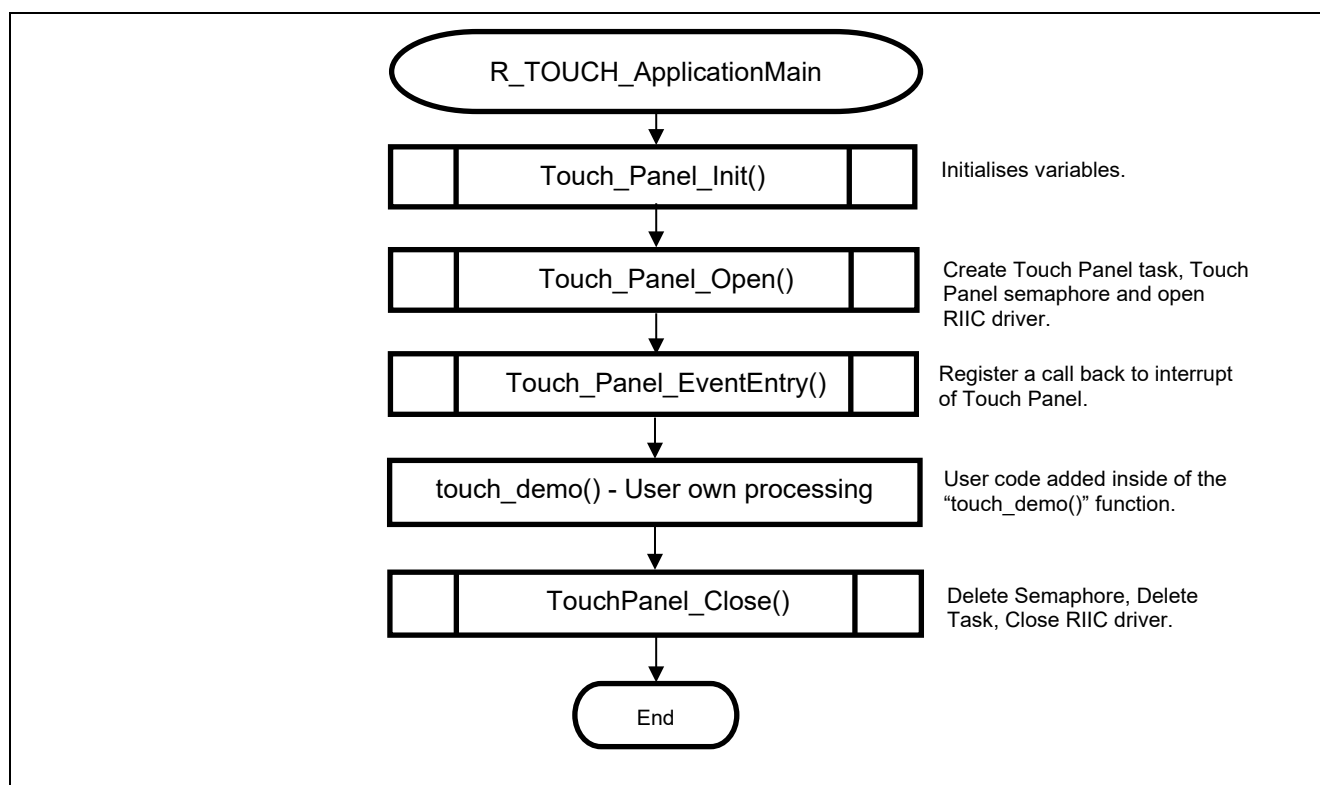 R_TOUCH_ApplicationMain
Touch_Panel_Init()
Initialises variables.
Touch_Panel_Open()
Create Touch Panel task, Touch
Panel semaphore and open
RIIC driver.
Touch_Panel_EventEntry()
Register a call back to interrupt
of Touch Panel.
touch_demo() - User own processing
User code added inside of the
“touch_demo()” function.
TouchPanel_Close()
Delete Semaphore, Delete
Task, Close RIIC driver.
End